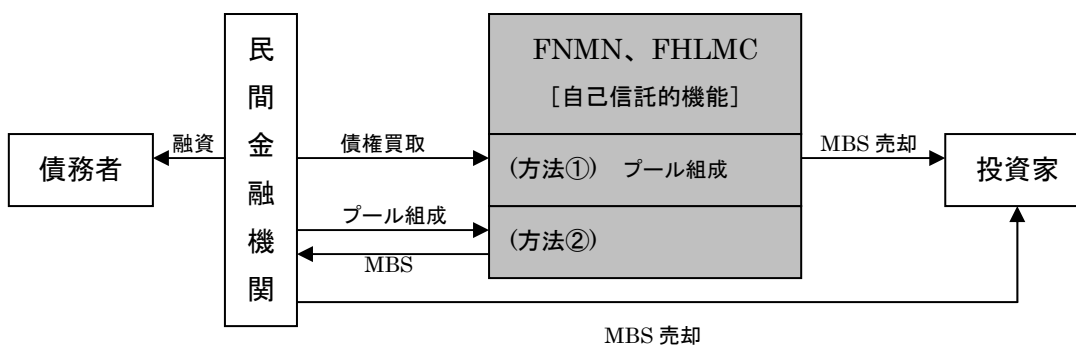 債務者
融資
民間金融機関
債権買取
プール組成
MBS
FNMN、FHLMC
[自己信託的機能]
(方法①) プール組成
(方法②)
MBS 売却
投資家
MBS 売却